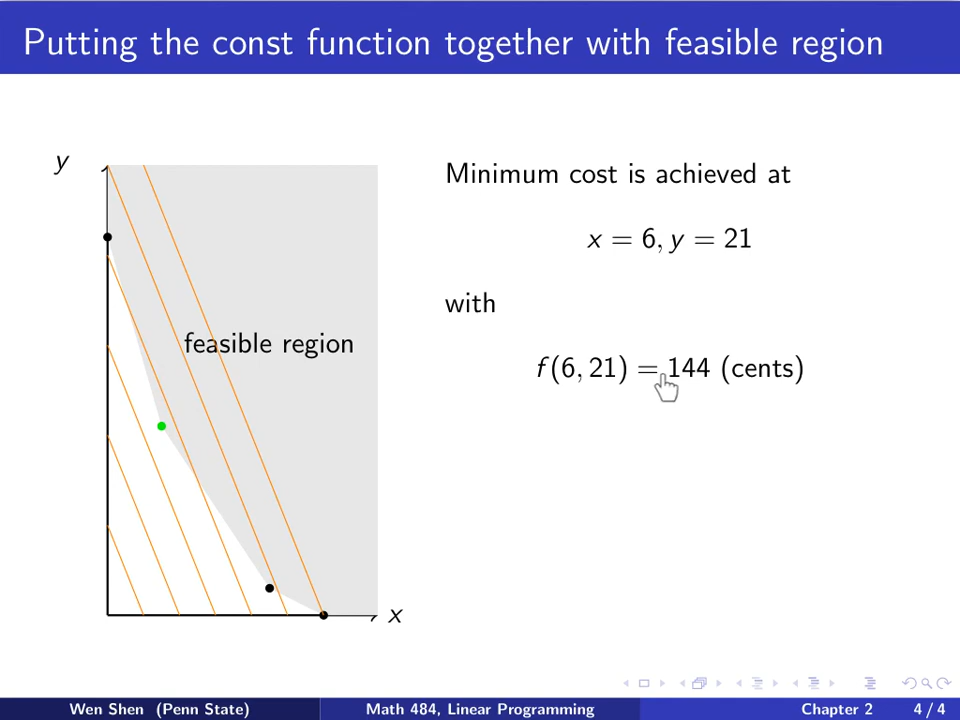 Putting the const function together with feasible region
y
feasible region
x
Minimum cost is achieved at
x = 6, y = 21
with
f(6, 21) = 144 (cents)
Wen Shen (Penn State) Math 484, Linear Programming Chapter 2 4 / 4